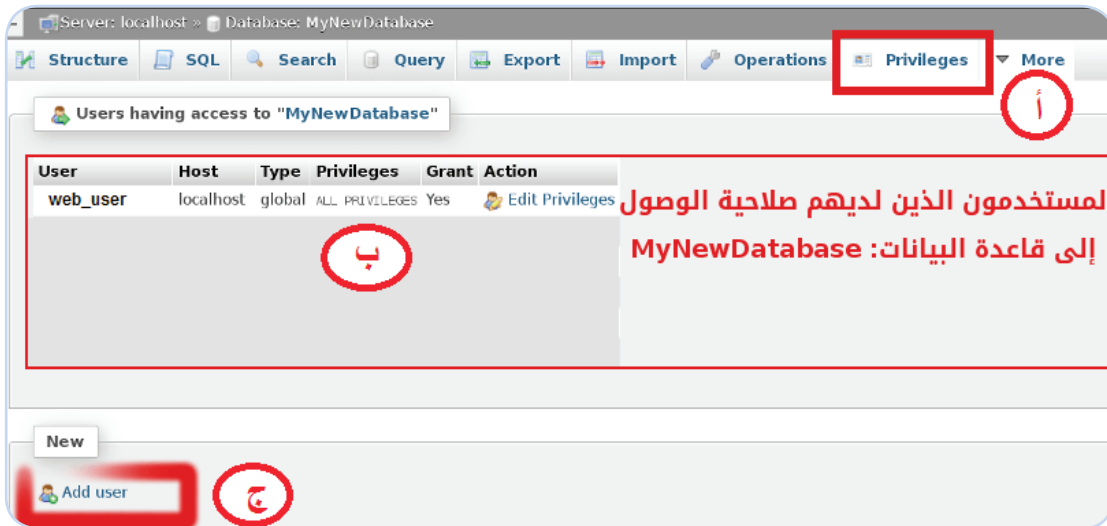 Server: localhost » Database: MyNewDatabase
Structure SQL Search Query Export Import Operations Privileges More
أ
Users having access to "MyNewDatabase"
User Host Type Privileges Grant Action
web_user localhost global ALL PRIVILEGES Yes Edit Privileges
لمستخدمون الذين لديهم صلاحية الوصول
إلى قاعدة البيانات: MyNewDatabase
ب
New
Add user
ج